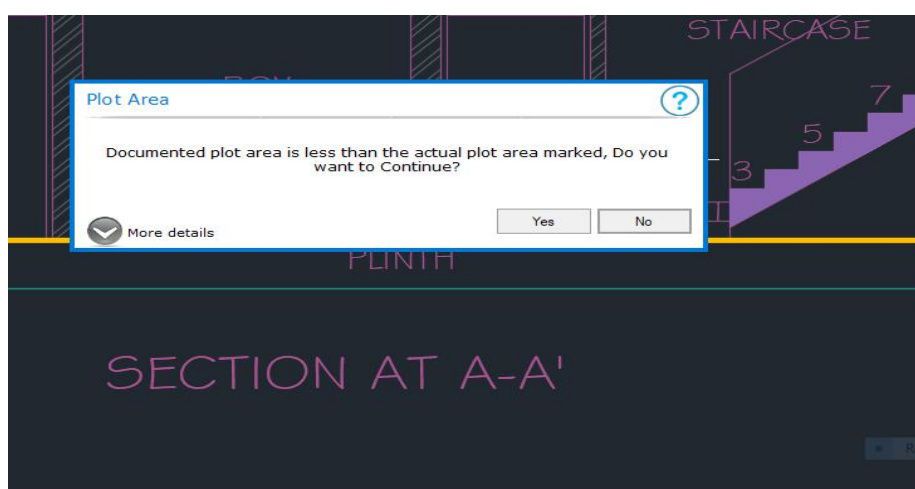 STAIRCASE
7
5
3
Plot Area
?
Documented plot area is less than the actual plot area marked, Do you
want to Continue?
Yes
No
More details
PLINTH
SECTION AT A-A'